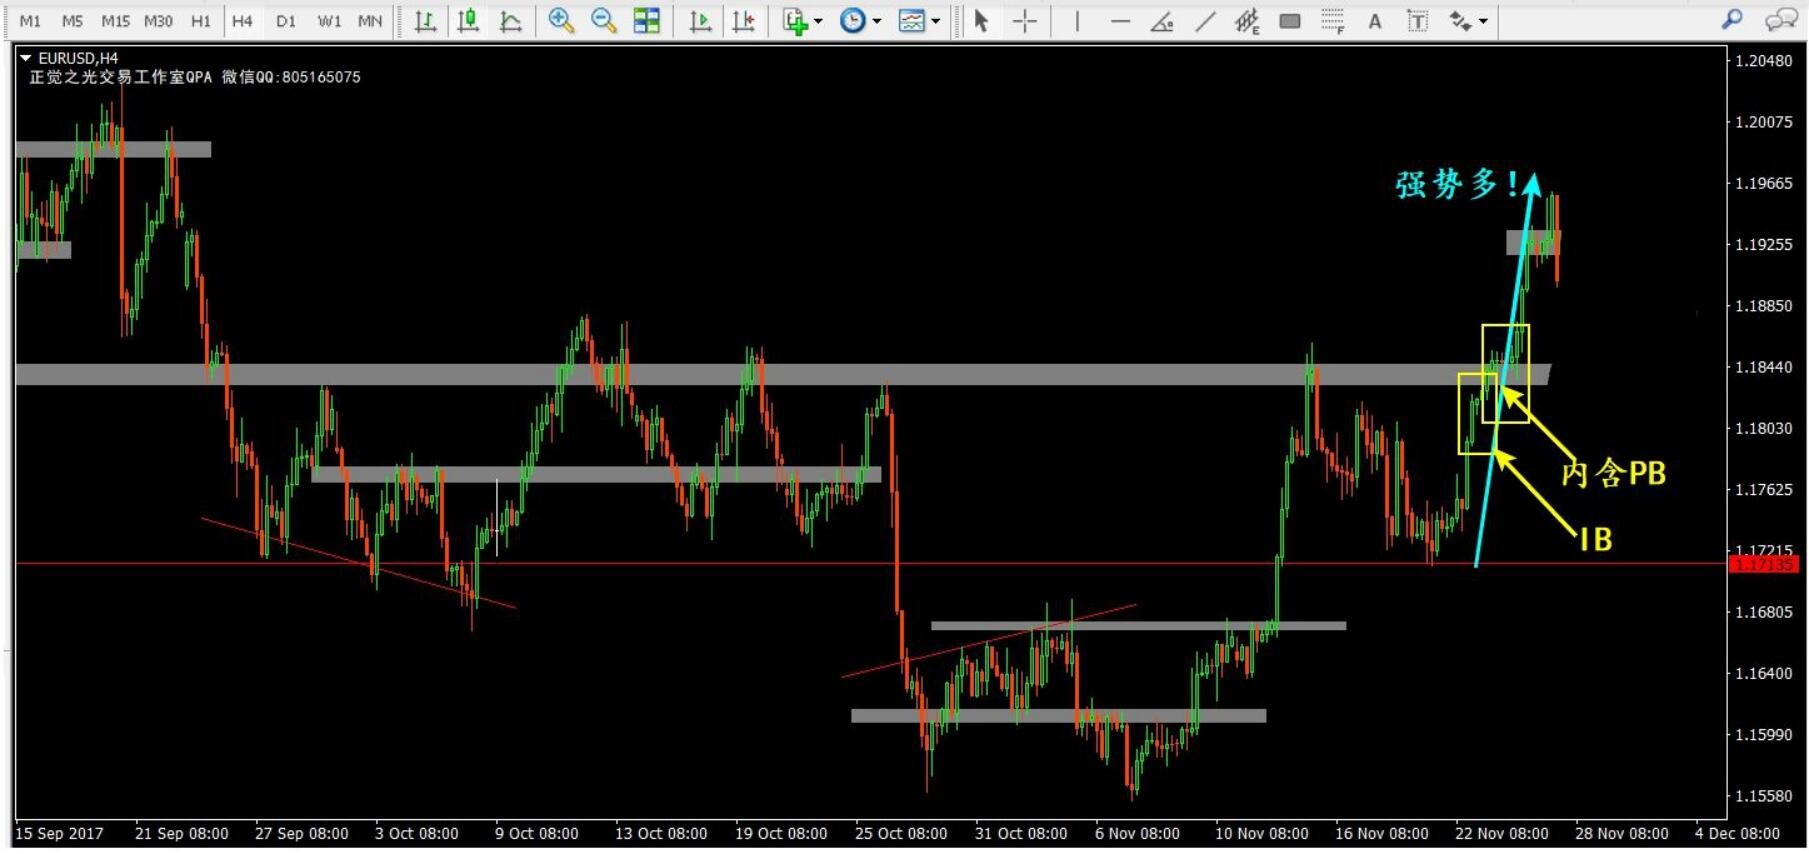 M1 M5 M15 M30 H1 H4 D1 W1 MN
E F A T
EURUSD,H4
正觉之光交易工作室QPA 微信QQ:805165075
1.20480
1.20075
强势多!
1.19665
1.19255
1.18850
1.18440
1.18030
内含PB
1.17625
IB
1.17215
1.17135
1.16805
1.16400
1.15990
1.15580
15 Sep 2017 21 Sep 08:00 27 Sep 08:00 3 Oct 08:00 9 Oct 08:00 13 Oct 08:00 19 Oct 08:00 25 Oct 08:00 31 Oct 08:00 6 Nov 08:00 10 Nov 08:00 16 Nov 08:00 22 Nov 08:00 28 Nov 08:00 4 Dec 08:00